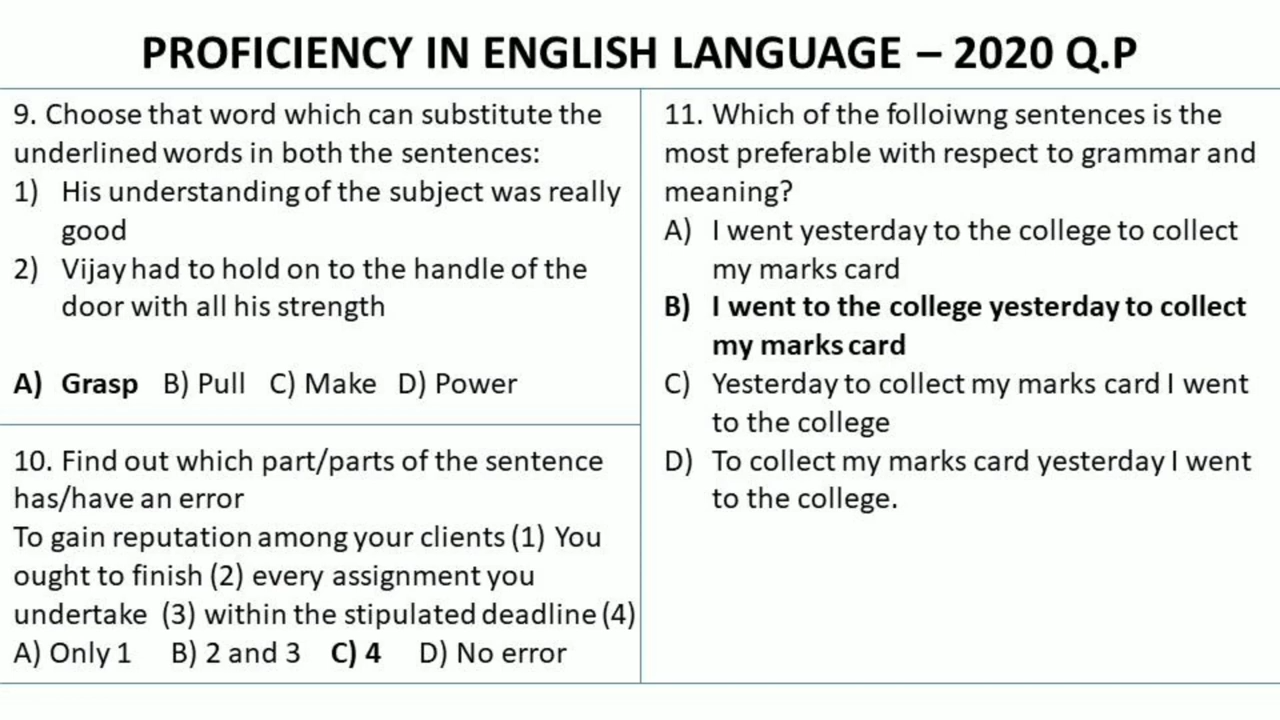 PROFICIENCY IN ENGLISH LANGUAGE – 2020 Q.P
9. Choose that word which can substitute the
underlined words in both the sentences:
1) His understanding of the subject was really
good
2) Vijay had to hold on to the handle of the
door with all his strength
A) Grasp B) Pull C) Make D) Power
10. Find out which part/parts of the sentence
has/have an error
To gain reputation among your clients (1) You
ought to finish (2) every assignment you
undertake (3) within the stipulated deadline (4)
A) Only 1 B) 2 and 3 C) 4 D) No error
11. Which of the folloiwng sentences is the
most preferable with respect to grammar and
meaning?
A) I went yesterday to the college to collect
my marks card
B) I went to the college yesterday to collect
my marks card
C) Yesterday to collect my marks card I went
to the college
D) To collect my marks card yesterday I went
to the college.